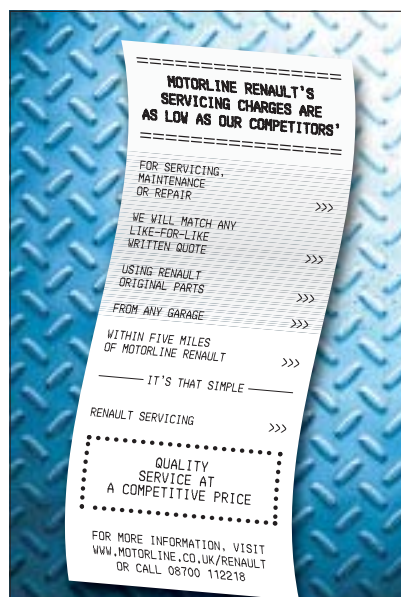 MOTORLINE RENAULT'S
SERVICING CHARGES ARE
AS LOW AS OUR COMPETITORS'
FOR SERVICING,
MAINTENANCE
OR REPAIR >>>
WE WILL MATCH ANY
LIKE-FOR-LIKE
WRITTEN QUOTE >>>
USING RENAULT
ORIGINAL PARTS >>>
FROM ANY GARAGE >>>
WITHIN FIVE MILES
OF MOTORLINE RENAULT >>>
IT'S THAT SIMPLE
RENAULT SERVICING >>>
QUALITY
SERVICE AT
A COMPETITIVE PRICE
FOR MORE INFORMATION, VISIT
WWW.MOTORLINE.CO.UK/RENAULT
OR CALL 08700 112218